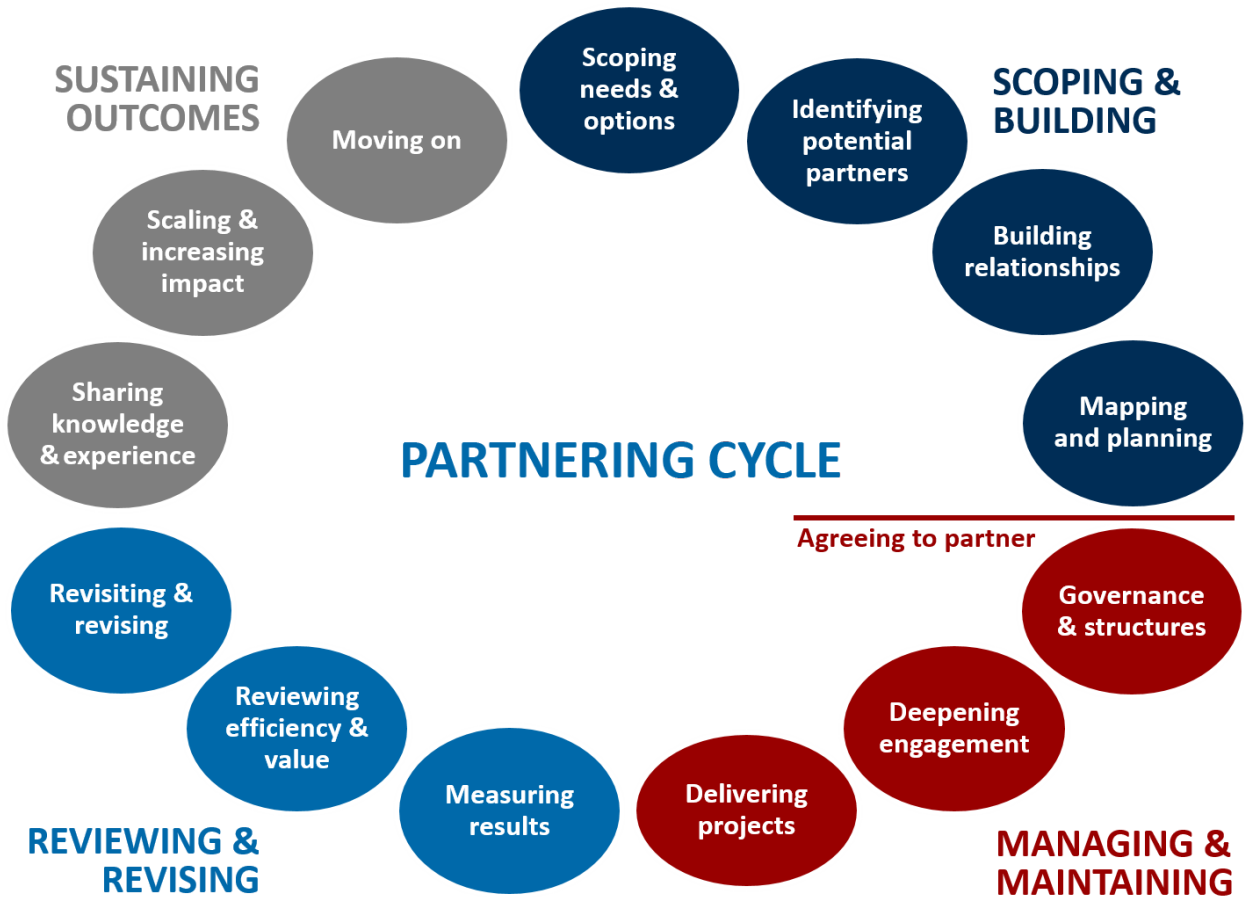 SUSTAINING
OUTCOMES
Moving on
Scoping
needs &
options
Identifying
potential
partners
SCOPING &
BUILDING
Scaling &
increasing
impact
Building
relationships
Sharing
knowledge
& experience
Mapping
and planning
PARTNERING CYCLE
Agreeing to partner
Revisiting &
revising
Governance
& structures
Reviewing
efficiency &
value
Deepening
engagement
Measuring
results
Delivering
projects
REVIEWING &
REVISING
MANAGING &
MAINTAINING